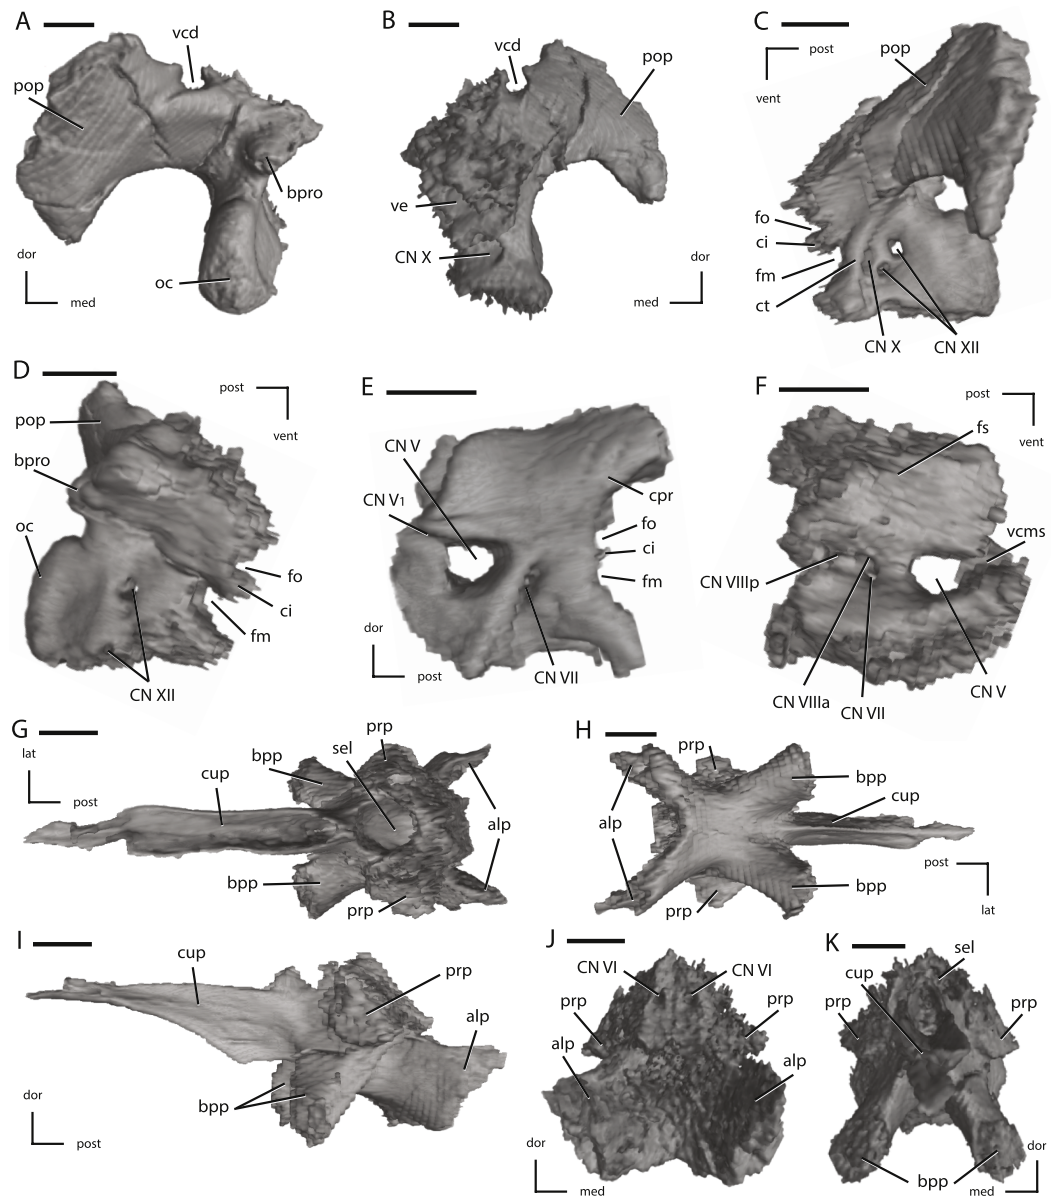 A
vcd
pop
bpro
oc
dor
med
B
vcd
pop
ve
CN X
dor
med
C
post
vent
pop
fo
ci
fm
ct
CN X
CN XII
D
post
vent
pop
bpro
oc
fo
ci
fm
CN XII
E
CN V
CN V1
cpr
fo
ci
fm
dor
post
CN VII
F
post
vent
fs
vcms
CN VIIIp
CN VIIIa
CN VII
CN V
G
lat
post
cup
bpp
sel
prp
alp
bpp
prp
H
prp
alp
bpp
cup
post
lat
bpp
prp
I
cup
prp
alp
bpp
dor
post
J
CN VI
CN VI
prp
prp
alp
alp
dor
med
K
sel
cup
prp
prp
bpp
dor
med